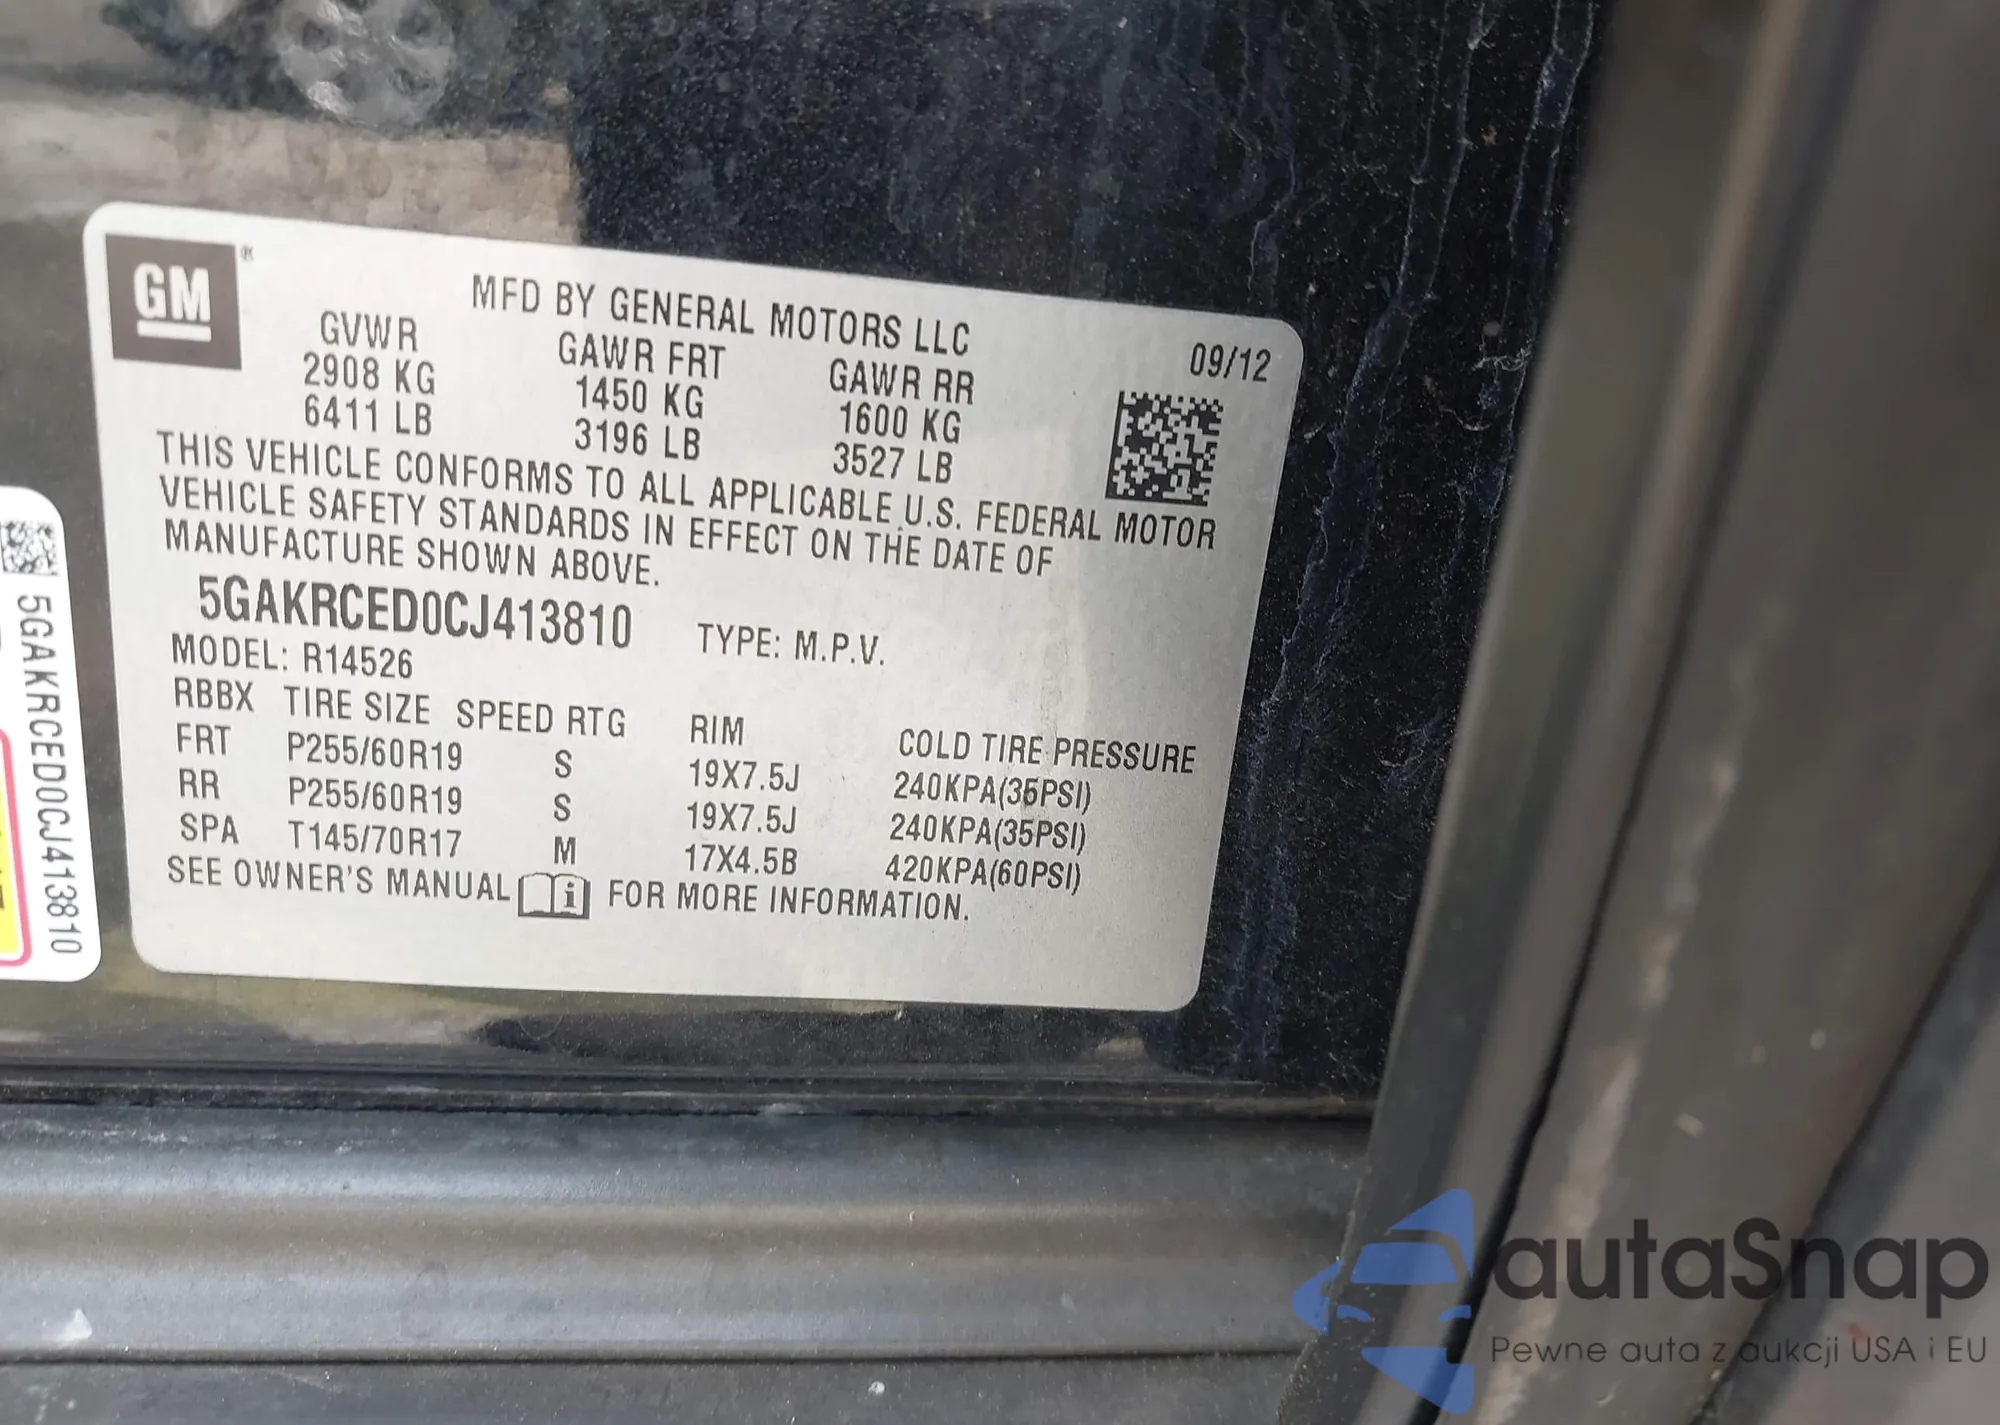 GM
®
MFD BY GENERAL MOTORS LLC
09/12
GVWR GAWR FRT GAWR RR
2908 KG 1450 KG 1600 KG
6411 LB 3196 LB 3527 LB
THIS VEHICLE CONFORMS TO ALL APPLICABLE U.S. FEDERAL MOTOR
VEHICLE SAFETY STANDARDS IN EFFECT ON THE DATE OF
MANUFACTURE SHOWN ABOVE.
5GAKRCED0CJ413810 TYPE: M.P.V.
MODEL: R14526
RBBX TIRE SIZE SPEED RTG RIM COLD TIRE PRESSURE
FRT P255/60R19 S 19X7.5J 240KPA(35PSI)
RR P255/60R19 S 19X7.5J 240KPA(35PSI)
SPA T145/70R17 M 17X4.5B 420KPA(60PSI)
SEE OWNER'S MANUAL i FOR MORE INFORMATION.
5GAKRCED0CJ413810
autaSnap
Pewne auta z aukcji USA i EU